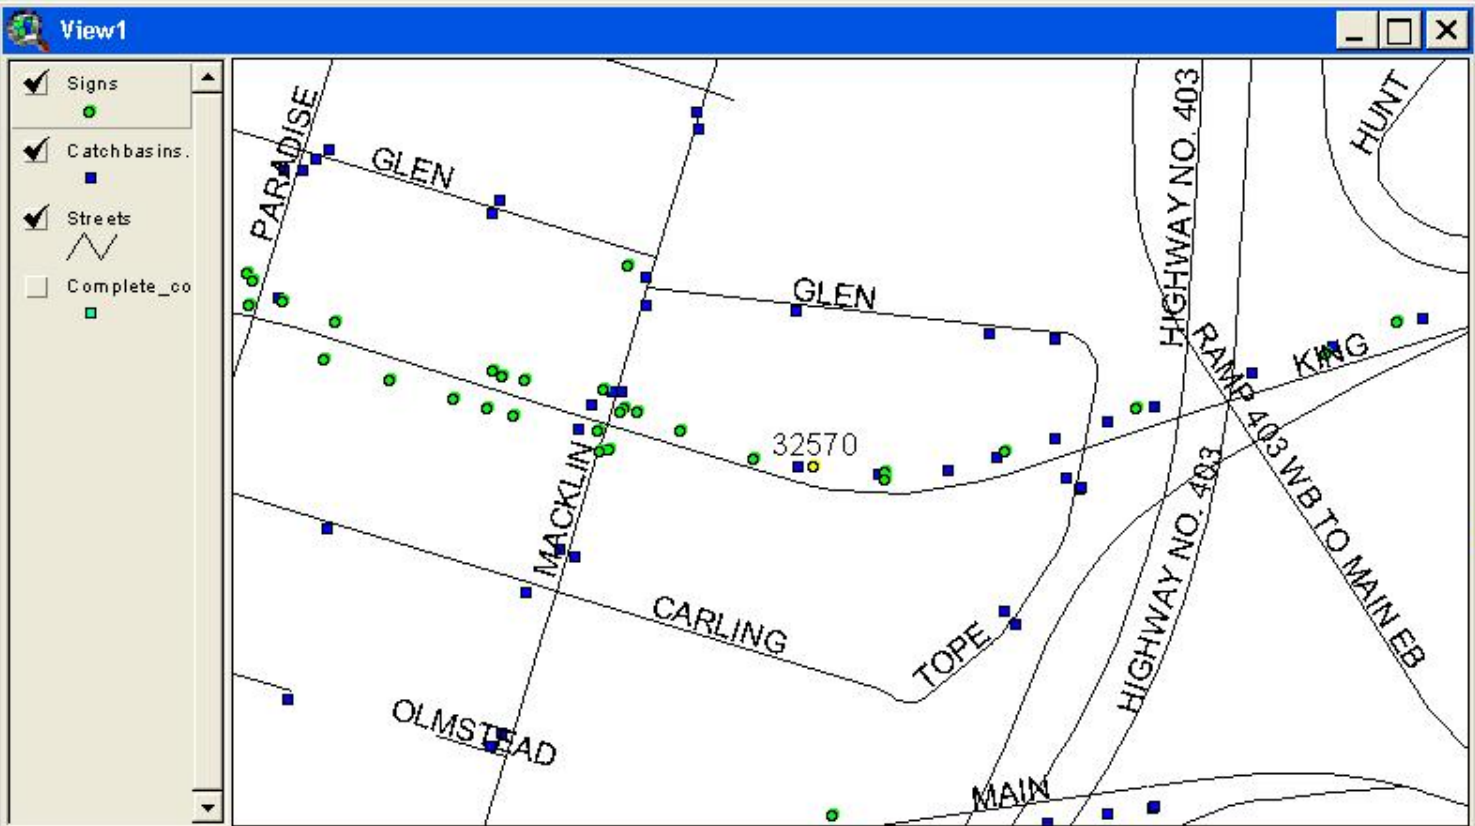 View1
Signs
Catchbasins.
Streets
Complete_co
PARADISE
GLEN
HIGHWAY NO. 403
HUNT
GLEN
KING
RAMP 403 WB TO MAIN EB
32570
MACKLIN
HIGHWAY NO. 403
CARLING
TOPE
OLMSTEAD
MAIN